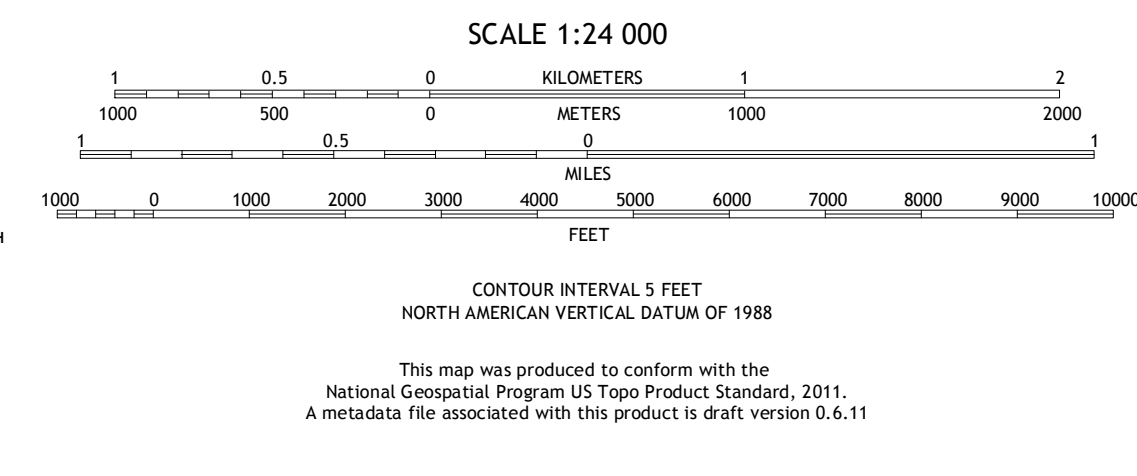 SCALE 1:24 000
1 0.5 0 KILOMETERS 1 2
1000 500 0 METERS 1000 2000
1 0.5 0 1
MILES
1000 0 1000 2000 3000 4000 5000 6000 7000 8000 9000 10000
FEET
H
CONTOUR INTERVAL 5 FEET
NORTH AMERICAN VERTICAL DATUM OF 1988
This map was produced to conform with the
National Geospatial Program US Topo Product Standard, 2011.
A metadata file associated with this product is draft version 0.6.11